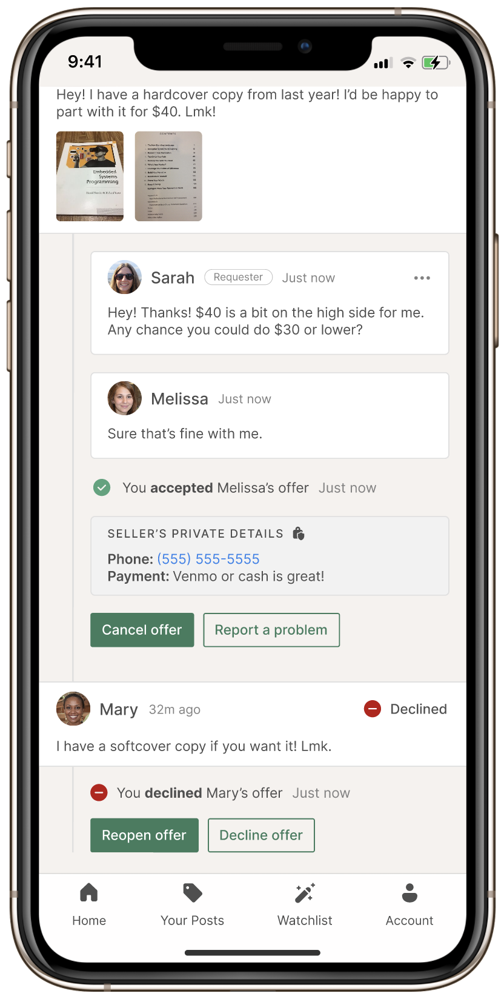 9:41
Hey! I have a hardcover copy from last year! I'd be happy to
part with it for $40. Lmk!
Embedded
Systems
Programming
CONTENTS
Sarah Requester Just now
Hey! Thanks! $40 is a bit on the high side for me.
Any chance you could do $30 or lower?
Melissa Just now
Sure that's fine with me.
You accepted Melissa's offer Just now
SELLER'S PRIVATE DETAILS
Phone: (555) 555-5555
Payment: Venmo or cash is great!
Cancel offer Report a problem
Mary 32m ago Declined
I have a softcover copy if you want it! Lmk.
You declined Mary's offer Just now
Reopen offer Decline offer
Home Your Posts Watchlist Account